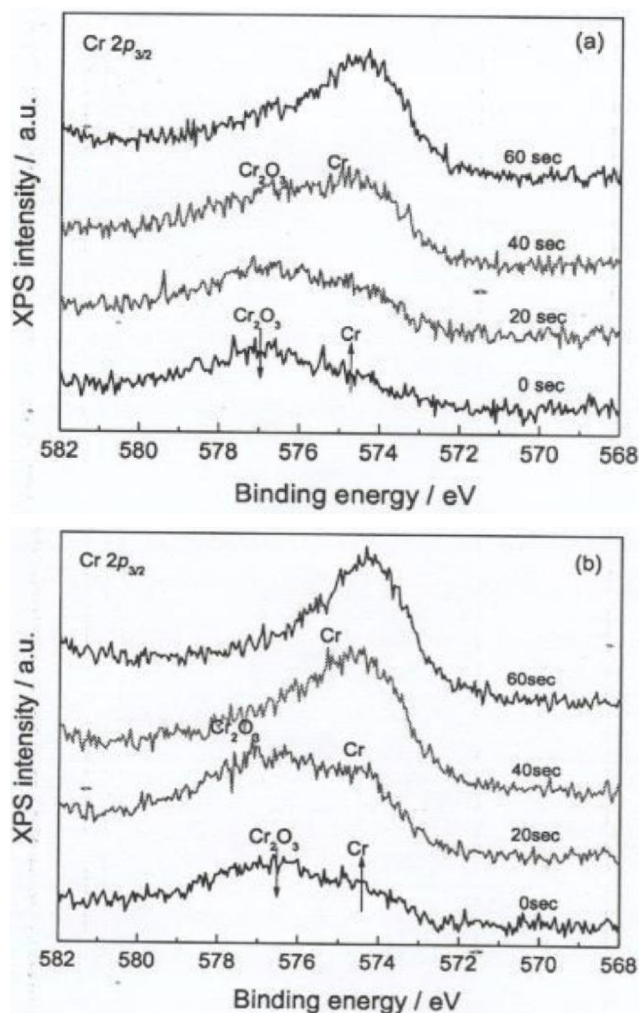 Cr 2p3/2
(a)
60 sec
Cr2O3
Cr
40 sec
20 sec
Cr2O3
Cr
0 sec
XPS intensity / a.u.
582 580 578 576 574 572 570 568
Binding energy / eV
Cr 2p3/2
(b)
Cr
60sec
Cr2O3
Cr
40sec
20sec
Cr2O3
Cr
0sec
XPS intensity / a.u.
582 580 578 576 574 572 570 568
Binding energy / eV